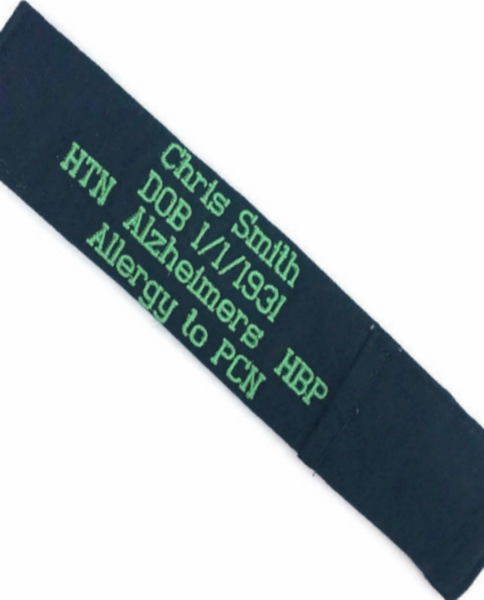 Chris Smith
HTN DOB 1/1/1931
Alzheimers HBP
Allergy to PCN